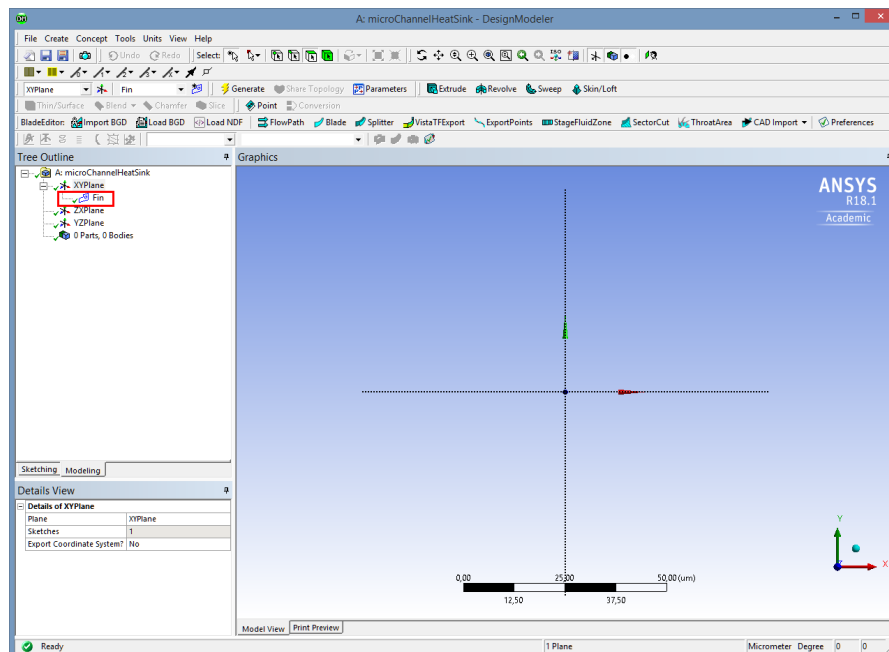 A: microChannelHeatSink - DesignModeler
File Create Concept Tools Units View Help
Undo Redo Select:
XYPlane Fin Generate Share Topology Parameters Extrude Revolve Sweep Skin/Loft
Thin/Surface Blend Chamfer Slice Point Conversion
BladeEditor: Import BGD Load BGD Load NDF FlowPath Blade Splitter VistaTFExport ExportPoints StageFluidZone SectorCut ThroatArea CAD Import Preferences
Tree Outline
Graphics
A: microChannelHeatSink
XYPlane
Fin
ZXPlane
YZPlane
0 Parts, 0 Bodies
ANSYS
R18.1
Academic
Sketching Modeling
Details View
Details of XYPlane
Plane XYPlane
Sketches 1
Export Coordinate System? No
Y
X
0,00 25,00 50,00 (um)
12,50 37,50
Model View Print Preview
Ready 1 Plane Micrometer Degree 0 0